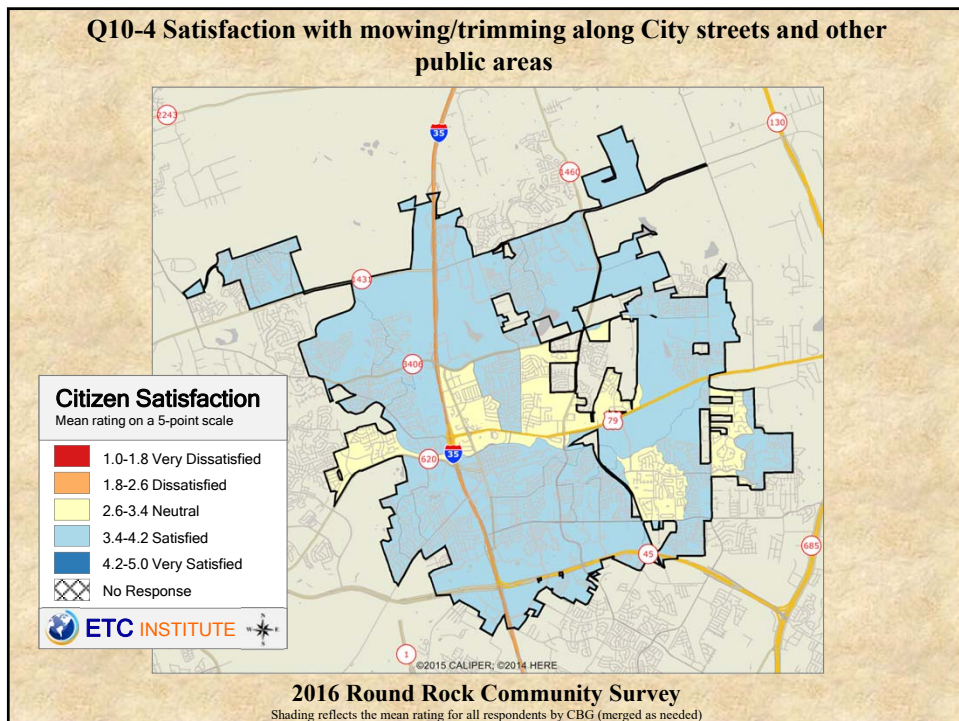 Q10-4 Satisfaction with mowing/trimming along City streets and other
public areas
2243
35
130
1460
1431
3406
79
620
35
45
685
1
Citizen Satisfaction
Mean rating on a 5-point scale
1.0-1.8 Very Dissatisfied
1.8-2.6 Dissatisfied
2.6-3.4 Neutral
3.4-4.2 Satisfied
4.2-5.0 Very Satisfied
No Response
ETC INSTITUTE
N
W E
S
©2015 CALIPER; ©2014 HERE
2016 Round Rock Community Survey
Shading reflects the mean rating for all respondents by CBG (merged as needed)